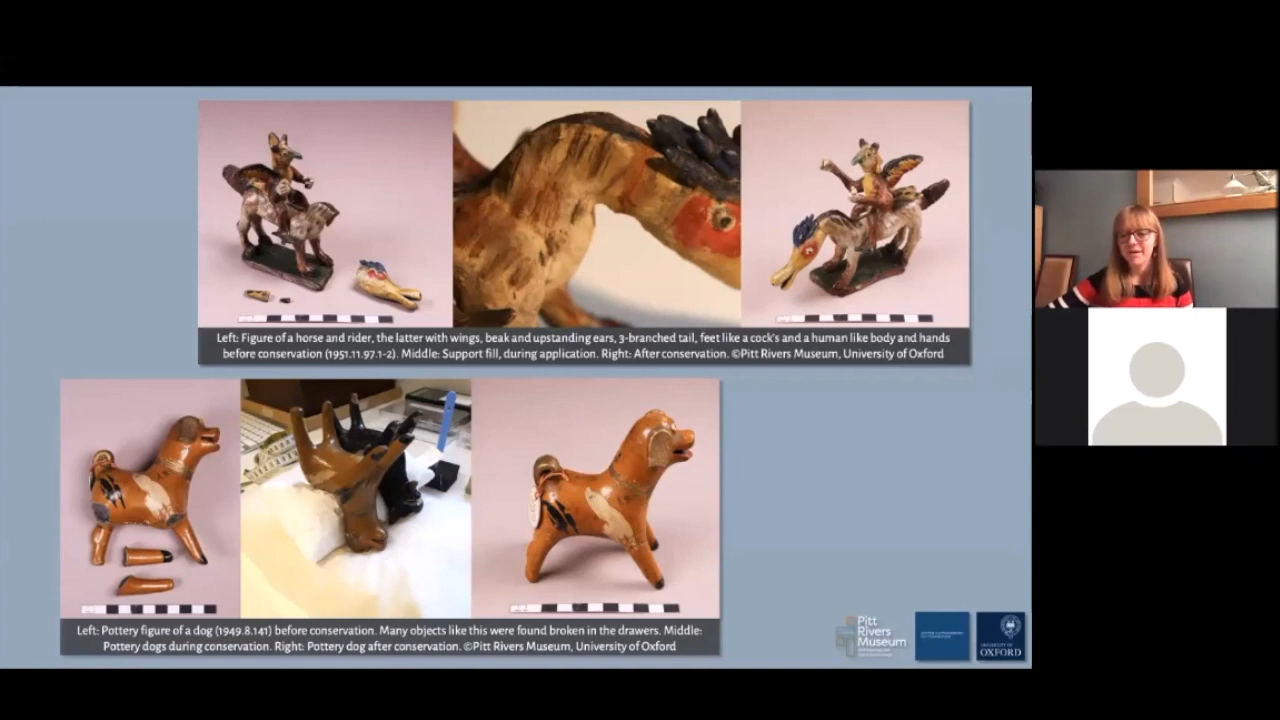 Left: Figure of a horse and rider, the latter with wings, beak and upstanding ears, 3-branched tail, feet like a cock's and a human like body and hands
before conservation (1951.11.97.1-2). Middle: Support fill, during application. Right: After conservation. ©Pitt Rivers Museum, University of Oxford
Left: Pottery figure of a dog (1949.8.141) before conservation. Many objects like this were found broken in the drawers. Middle:
Pottery dogs during conservation. Right: Pottery dog after conservation. ©Pitt Rivers Museum, University of Oxford
Pitt
Rivers
Museum
UNIVERSITY OF
OXFORD